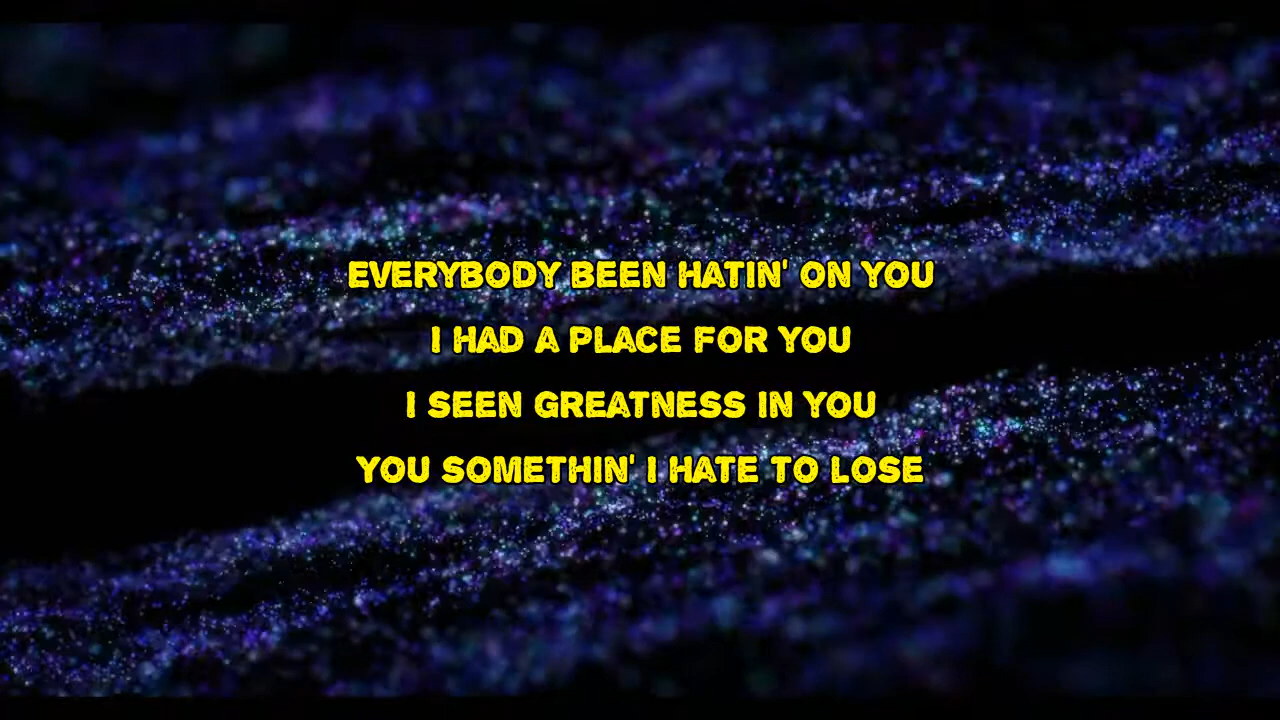 EVERYBODY BEEN HATIN' ON YOU
I HAD A PLACE FOR YOU
I SEEN GREATNESS IN YOU
YOU SOMETHIN' I HATE TO LOSE